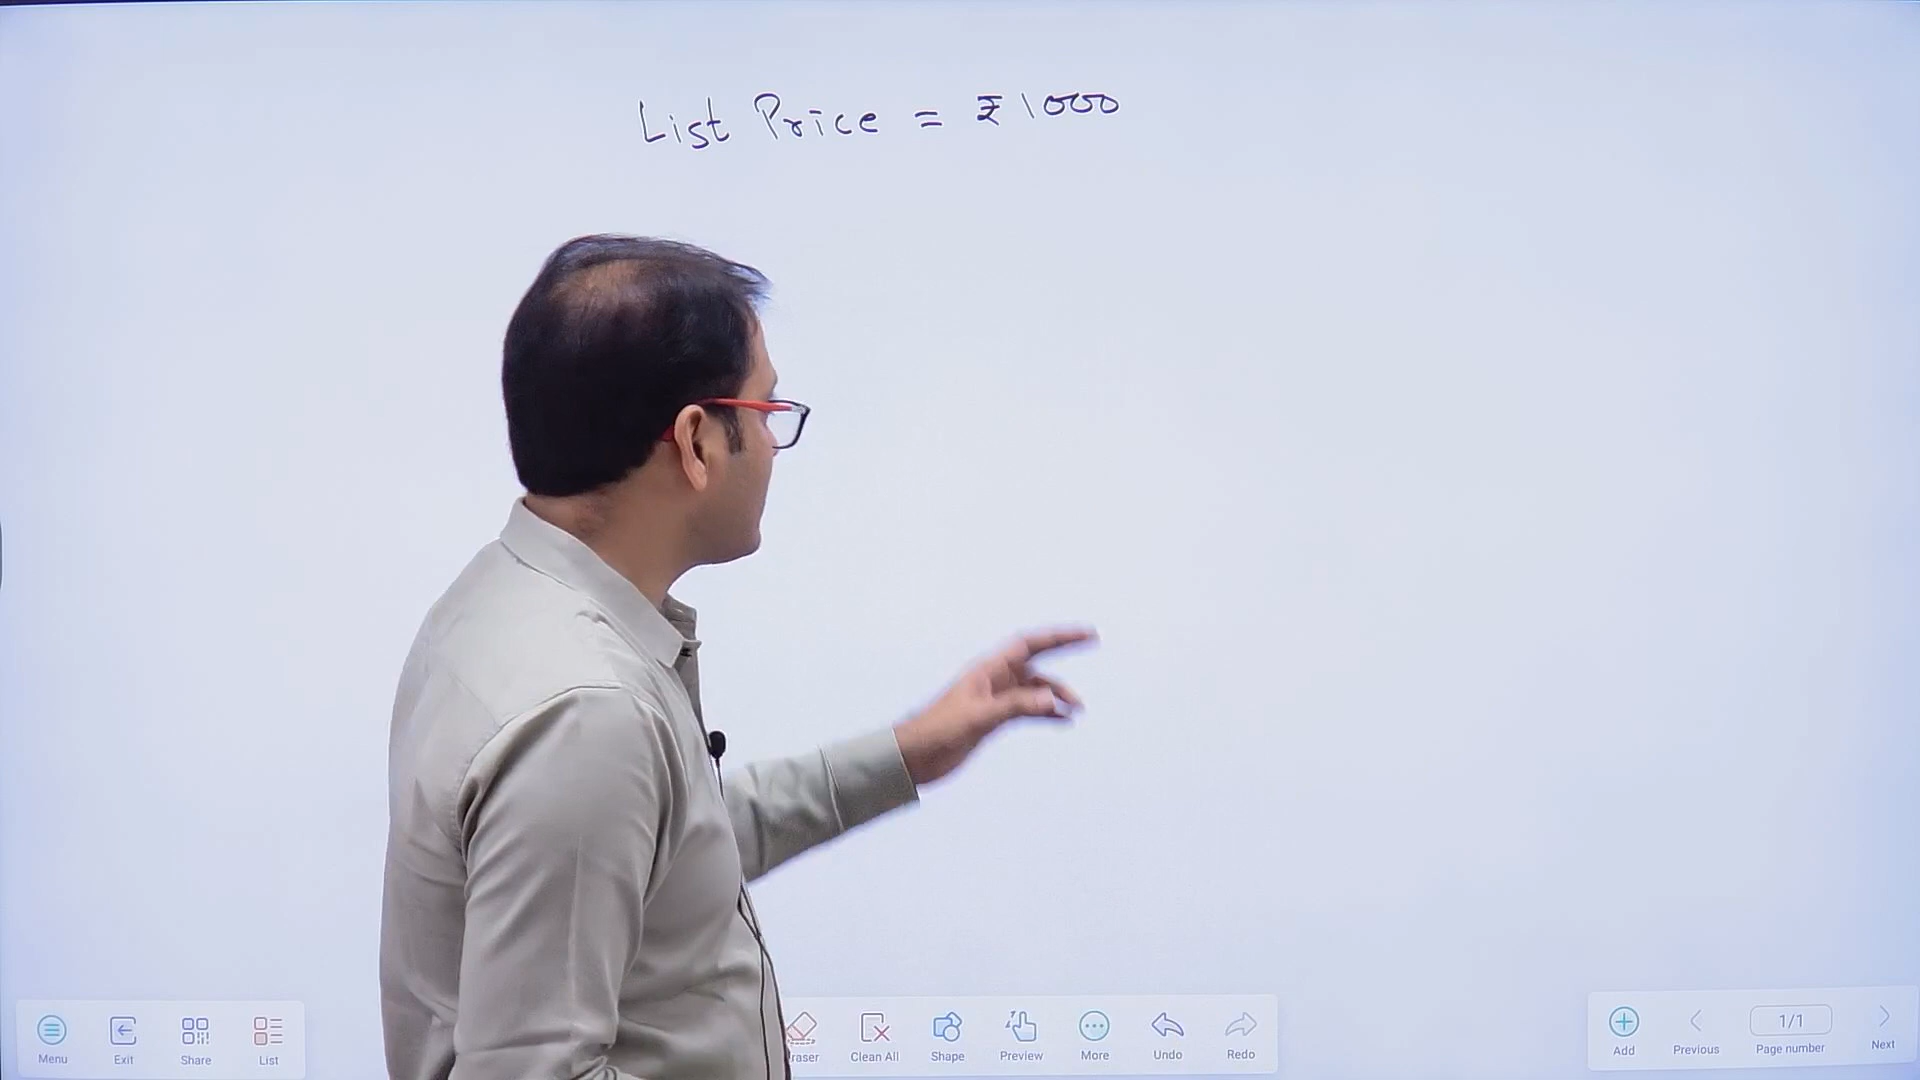 List Price = ₹1000
Menu
Exit
Share
List
raser
Clean All
Shape
Preview
More
Undo
Redo
Add
Previous
1/1
Page number
Next